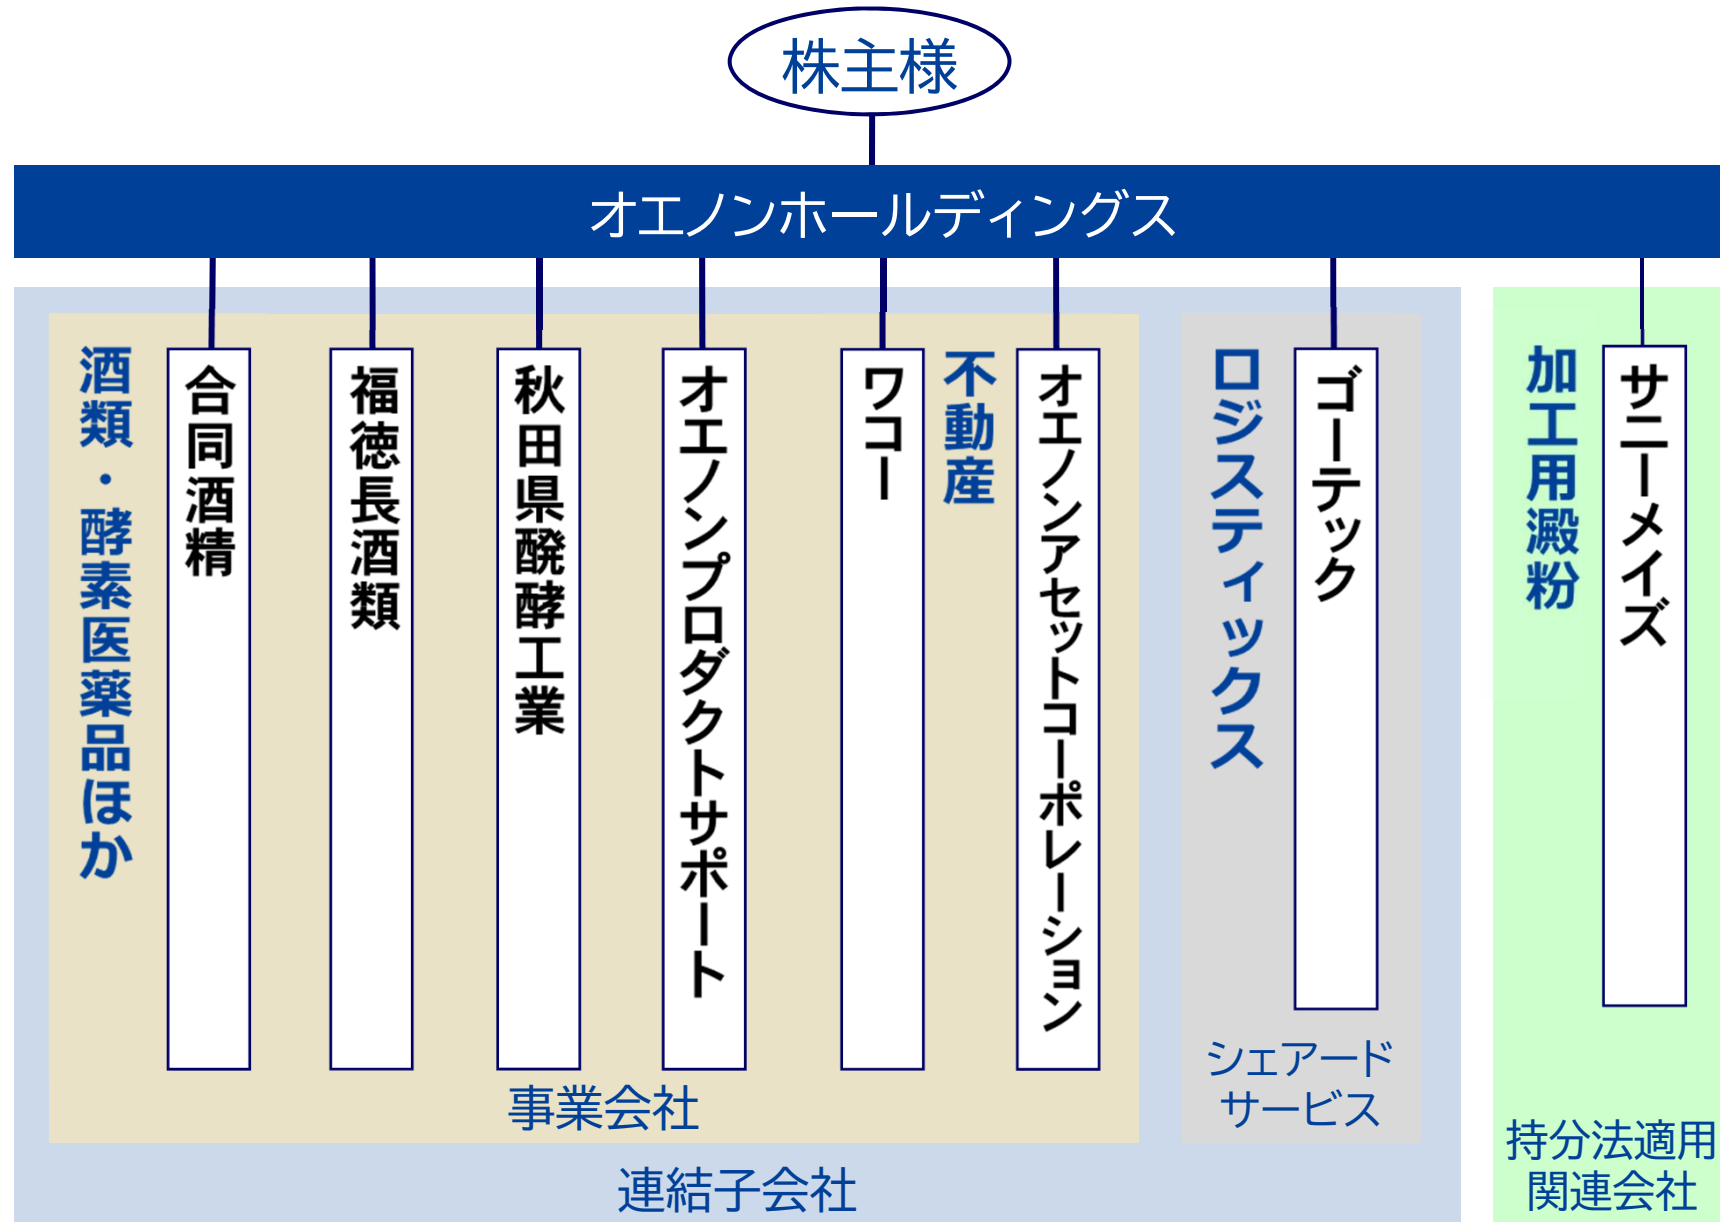 株主様
オエノンホールディングス
酒類・酵素医薬品ほか
合同酒精
福徳長酒類
秋田県醗酵工業
オエノンプロダクトサポート
ワコー
不動産
オエノンアセットコーポレーション
事業会社
ロジスティックス
ゴーテック
シェアード
サービス
連結子会社
加工用澱粉
サニーメイズ
持分法適用
関連会社